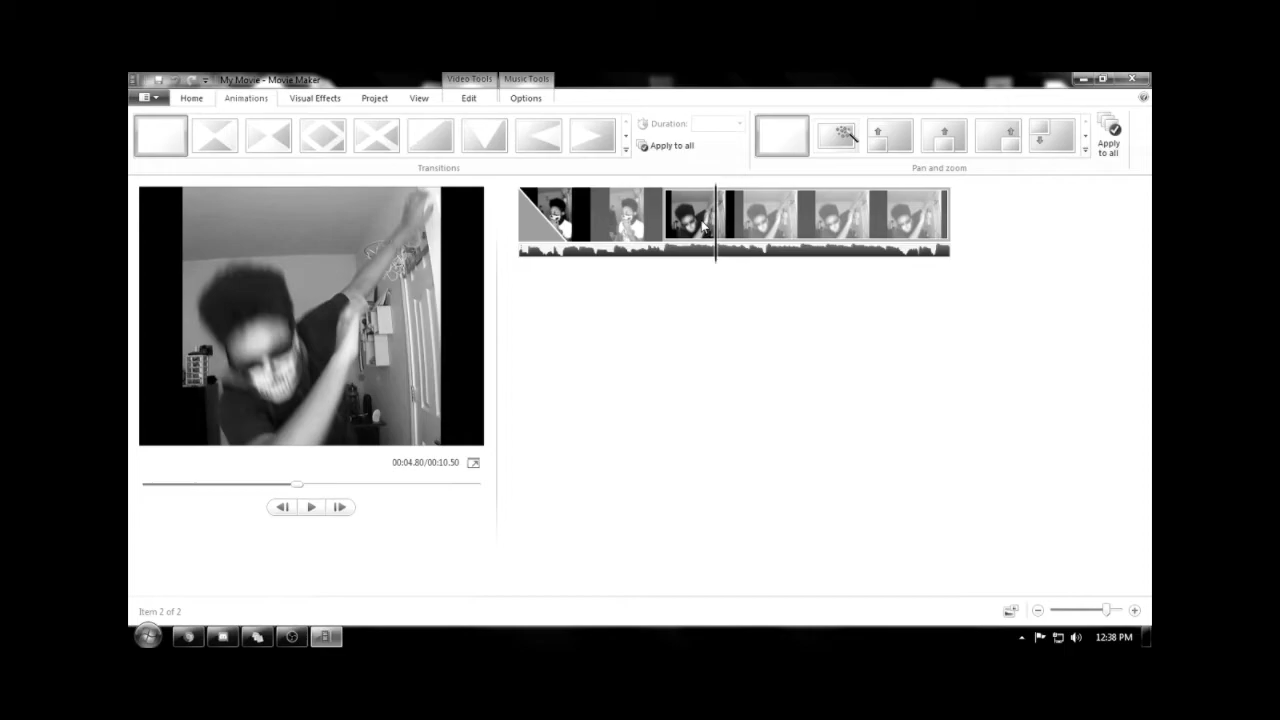 My Movie - Movie Maker
Video Tools
Music Tools
Home
Animations
Visual Effects
Project
View
Edit
Options
Duration:
Apply to all
Transitions
Pan and zoom
Apply
to all
00:04.80/00:10.50
Item 2 of 2
12:38 PM